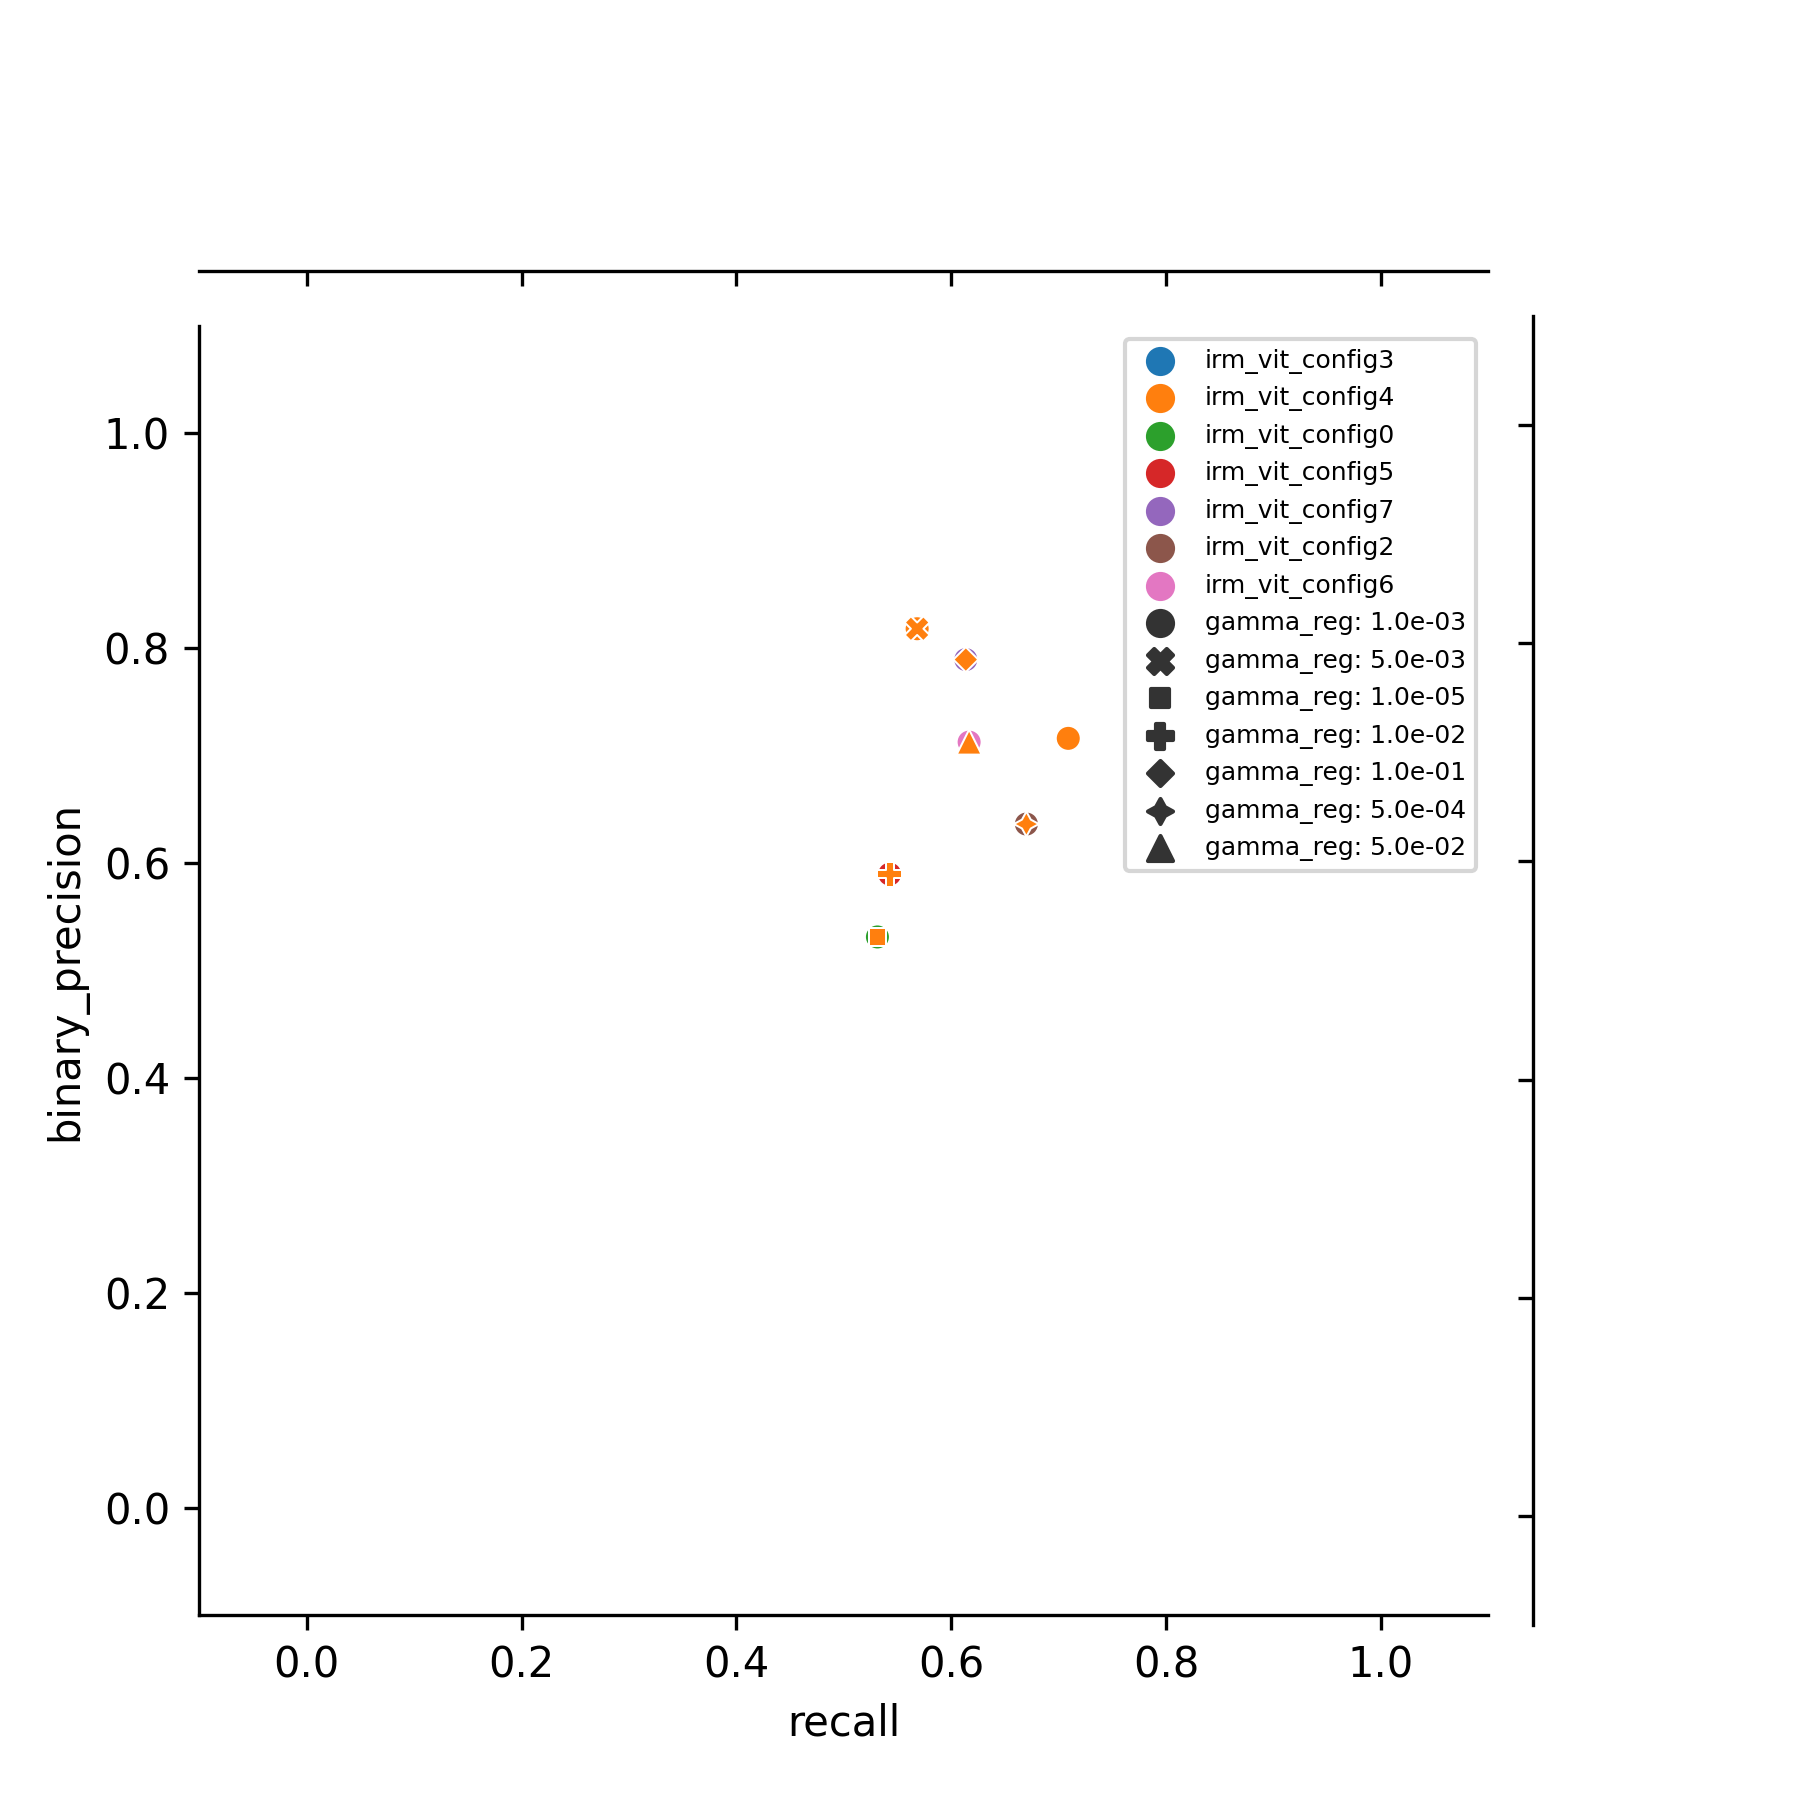 irm_vit_config3
irm_vit_config4
irm_vit_config0
irm_vit_config5
irm_vit_config7
irm_vit_config2
irm_vit_config6
gamma_reg: 1.0e-03
gamma_reg: 5.0e-03
gamma_reg: 1.0e-05
gamma_reg: 1.0e-02
gamma_reg: 1.0e-01
gamma_reg: 5.0e-04
gamma_reg: 5.0e-02
binary_precision
1.0
0.8
0.6
0.4
0.2
0.0
0.0 0.2 0.4 0.6 0.8 1.0
recall